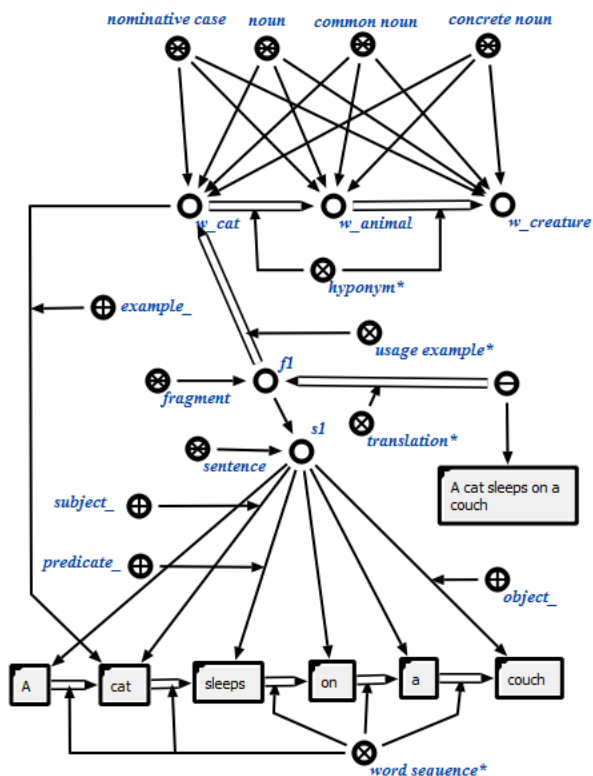 nominative case
noun
common noun
concrete noun
w_cat
w_animal
w_creature
hyponym*
example_
usage example*
f1
fragment
translation*
s1
sentence
A cat sleeps on a
couch
subject_
predicate_
object_
A
cat
sleeps
on
a
couch
word sequence*